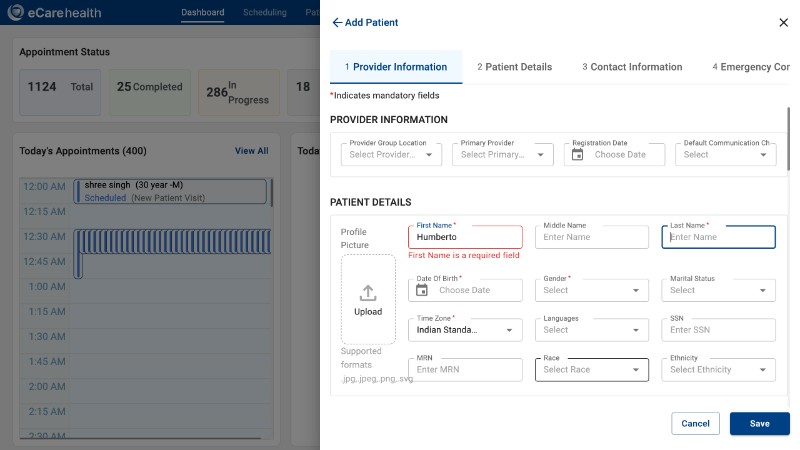 eCarehealth
Dashboard
Scheduling
Pat
Add Patient
Appointment Status
1124 Total
25 Completed
286 In Progress
18
Today's Appointments (400)
View All
Toda
12:00 AM
shree singh (30 year -M)
Scheduled (New Patient Visit)
12:15 AM
12:30 AM
12:45 AM
1:00 AM
1:15 AM
1:30 AM
1:45 AM
2:00 AM
2:15 AM
2:30 AM
1 Provider Information
2 Patient Details
3 Contact Information
4 Emergency Con
*Indicates mandatory fields
PROVIDER INFORMATION
Provider Group Location
Select Provider...
Primary Provider
Select Primary...
Registration Date
Choose Date
Default Communication Ch...
Select
PATIENT DETAILS
Profile
Picture
Upload
Supported
formats
.jpg,.jpeg,.png,.svg
First Name *
Humberto
First Name is a required field
Middle Name
Enter Name
Last Name *
Enter Name
Date Of Birth *
Choose Date
Gender *
Select
Marital Status
Select
Time Zone *
Indian Standa...
Languages
Select
SSN
Enter SSN
MRN
Enter MRN
Race
Select Race
Ethnicity
Select Ethnicity
Cancel
Save